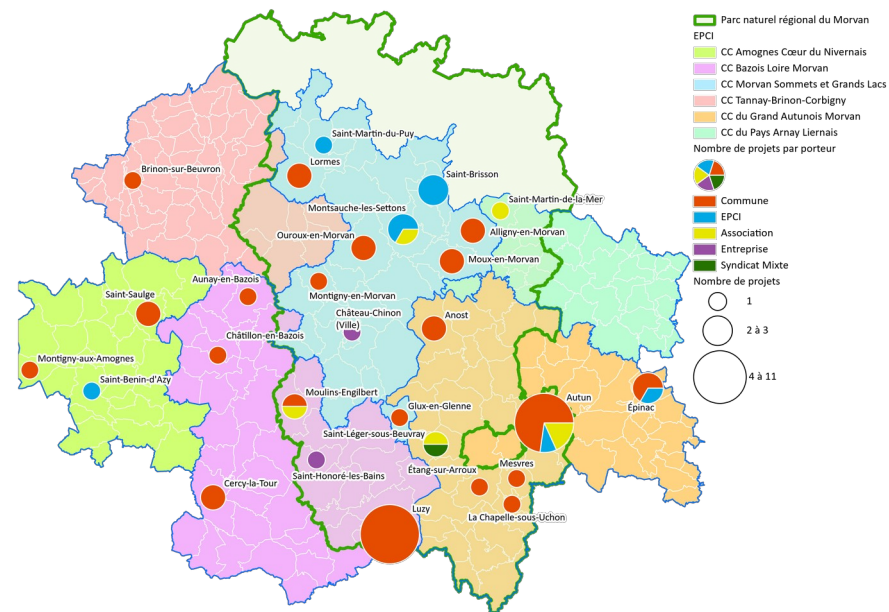 Parc naturel régional du Morvan
EPCI
CC Amognes Cœur du Nivernais
CC Bazois Loire Morvan
CC Morvan Sommets et Grands Lacs
CC Tannay-Brinon-Corbigny
CC du Grand Autunois Morvan
CC du Pays Arnay Liernais
Nombre de projets par porteur
Commune
EPCI
Association
Entreprise
Syndicat Mixte
Nombre de projets
1
2 à 3
4 à 11
Saint-Martin-du-Puy
Lormes
Brinon-sur-Beuvron
Saint-Brisson
Saint-Martin-de-la-Mer
Montsauche-les-Settons
Ouroux-en-Morvan
Alligny-en-Morvan
Moux-en-Morvan
Aunay-en-Bazois
Montigny-en-Morvan
Saint-Saulge
Château-Chinon
(Ville)
Anost
Châtillon-en-Bazois
Montigny-aux-Amognes
Saint-Benin-d'Azy
Moulins-Engilbert
Glux-en-Glenne
Autun
Épinac
Saint-Léger-sous-Beuvray
Étang-sur-Arroux
Mesvres
Saint-Honoré-les-Bains
Cercy-la-Tour
Luzy
La Chapelle-sous-Uchon